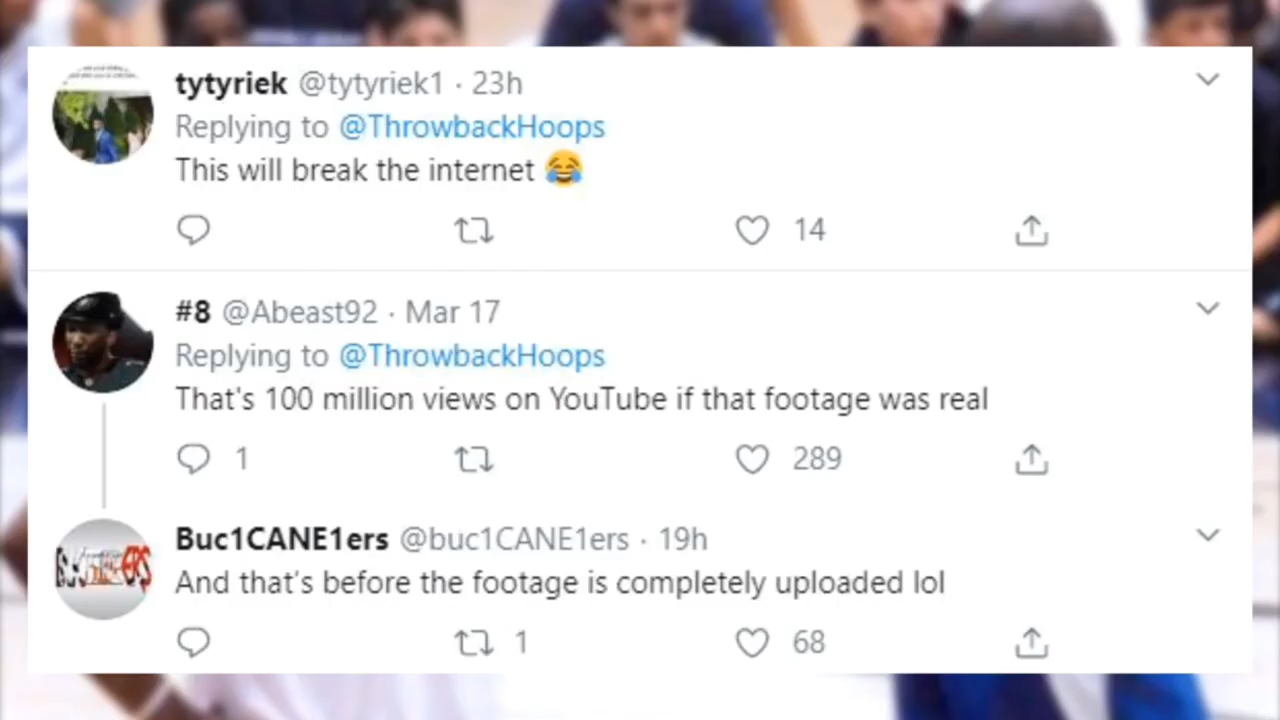 tytyriek @tytyriek1 · 23h
Replying to @ThrowbackHoops
This will break the internet 😂
14
#8 @Abeast92 · Mar 17
Replying to @ThrowbackHoops
That's 100 million views on YouTube if that footage was real
1 289
Buc1CANE1ers @buc1CANE1ers · 19h
And that's before the footage is completely uploaded lol
1 68